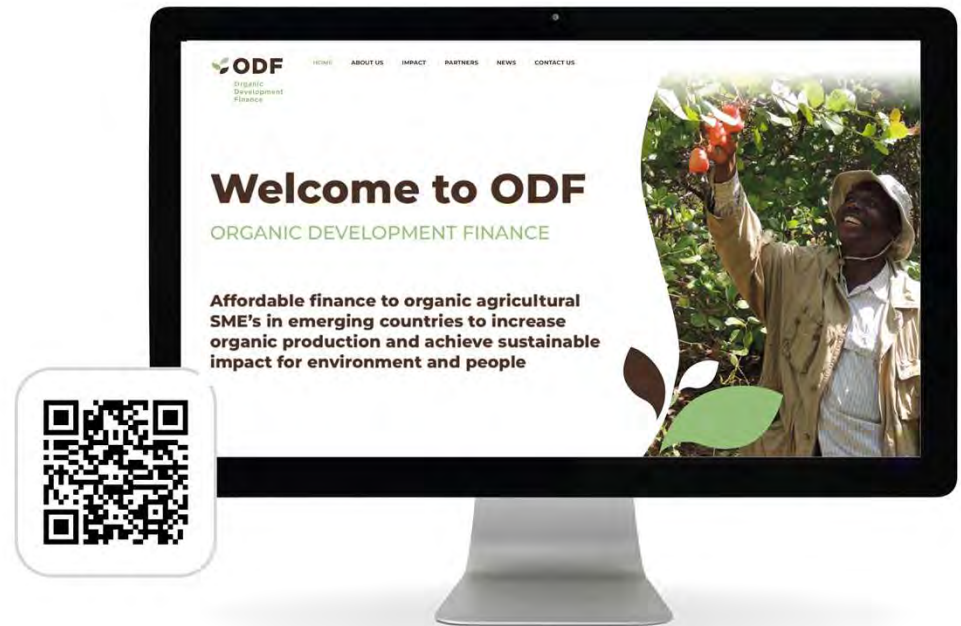 ODF
Organic
Development
Finance
HOME ABOUT US IMPACT PARTNERS NEWS CONTACT US
Welcome to ODF
ORGANIC DEVELOPMENT FINANCE
Affordable finance to organic agricultural
SME's in emerging countries to increase
organic production and achieve sustainable
impact for environment and people